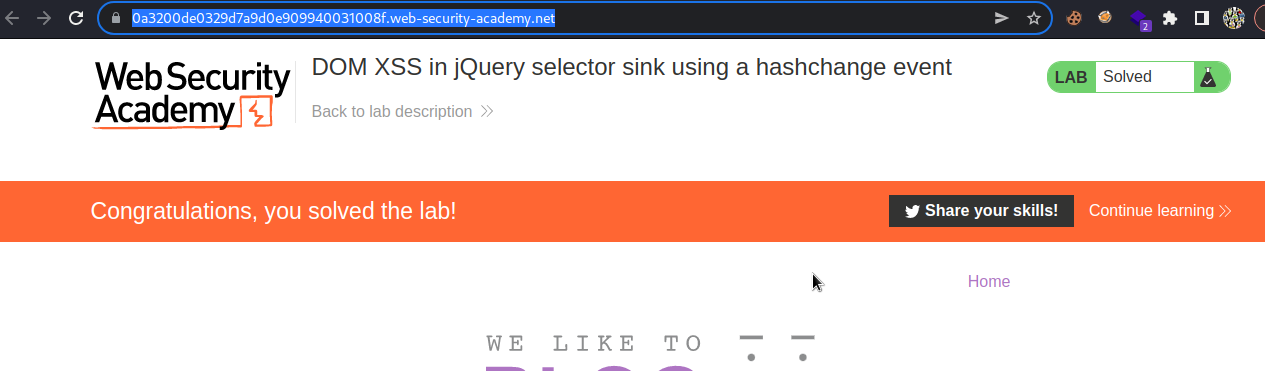 0a3200de0329d7a9d0e909940031008f.web-security-academy.net
2
Web Security
Academy
DOM XSS in jQuery selector sink using a hashchange event
Back to lab description
LAB Solved
Congratulations, you solved the lab!
Share your skills!
Continue learning
Home
WE LIKE TO